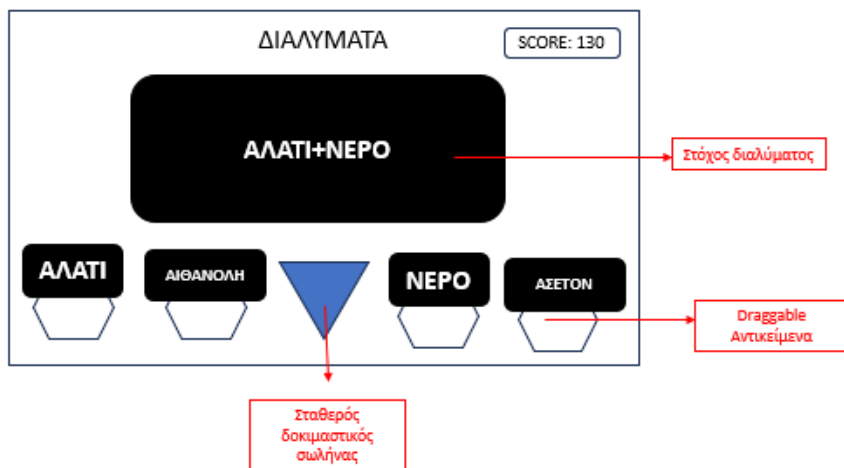 ΔΙΑΛΥΜΑΤΑ
SCORE: 130
ΑΛΑΤΙ+ΝΕΡΟ
Στόχος διαλύματος
ΑΛΑΤΙ
ΑΙΘΑΝΟΛΗ
ΝΕΡΟ
ΑΣΕΤΟΝ
Draggable
Αντικείμενα
Σταθερός
δοκιμαστικός
σωλήνας